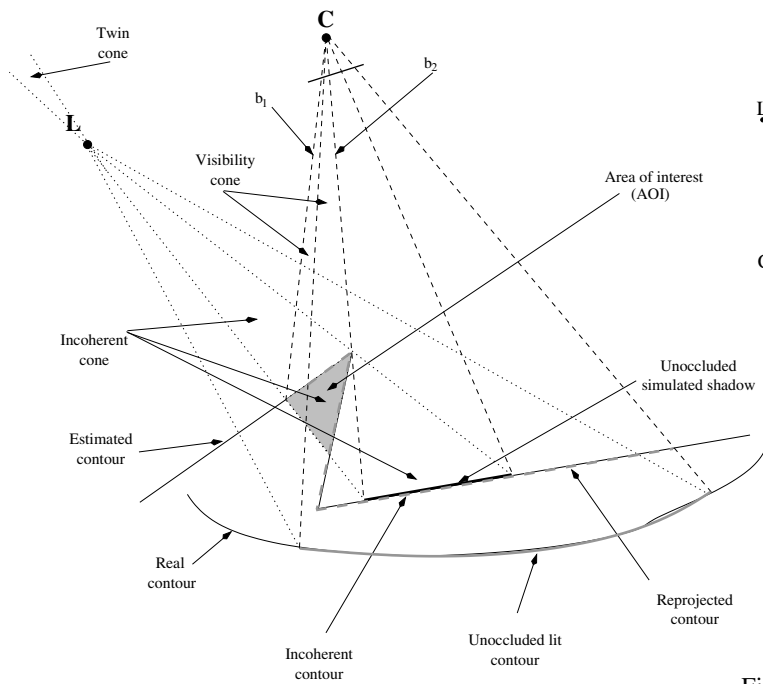 C
Twin
cone
b2
b1
L
Visibility
cone
Area of interest
(AOI)
Incoherent
cone
Unoccluded
simulated shadow
Estimated
contour
Real
contour
Reprojected
contour
Unoccluded lit
contour
Incoherent
contour